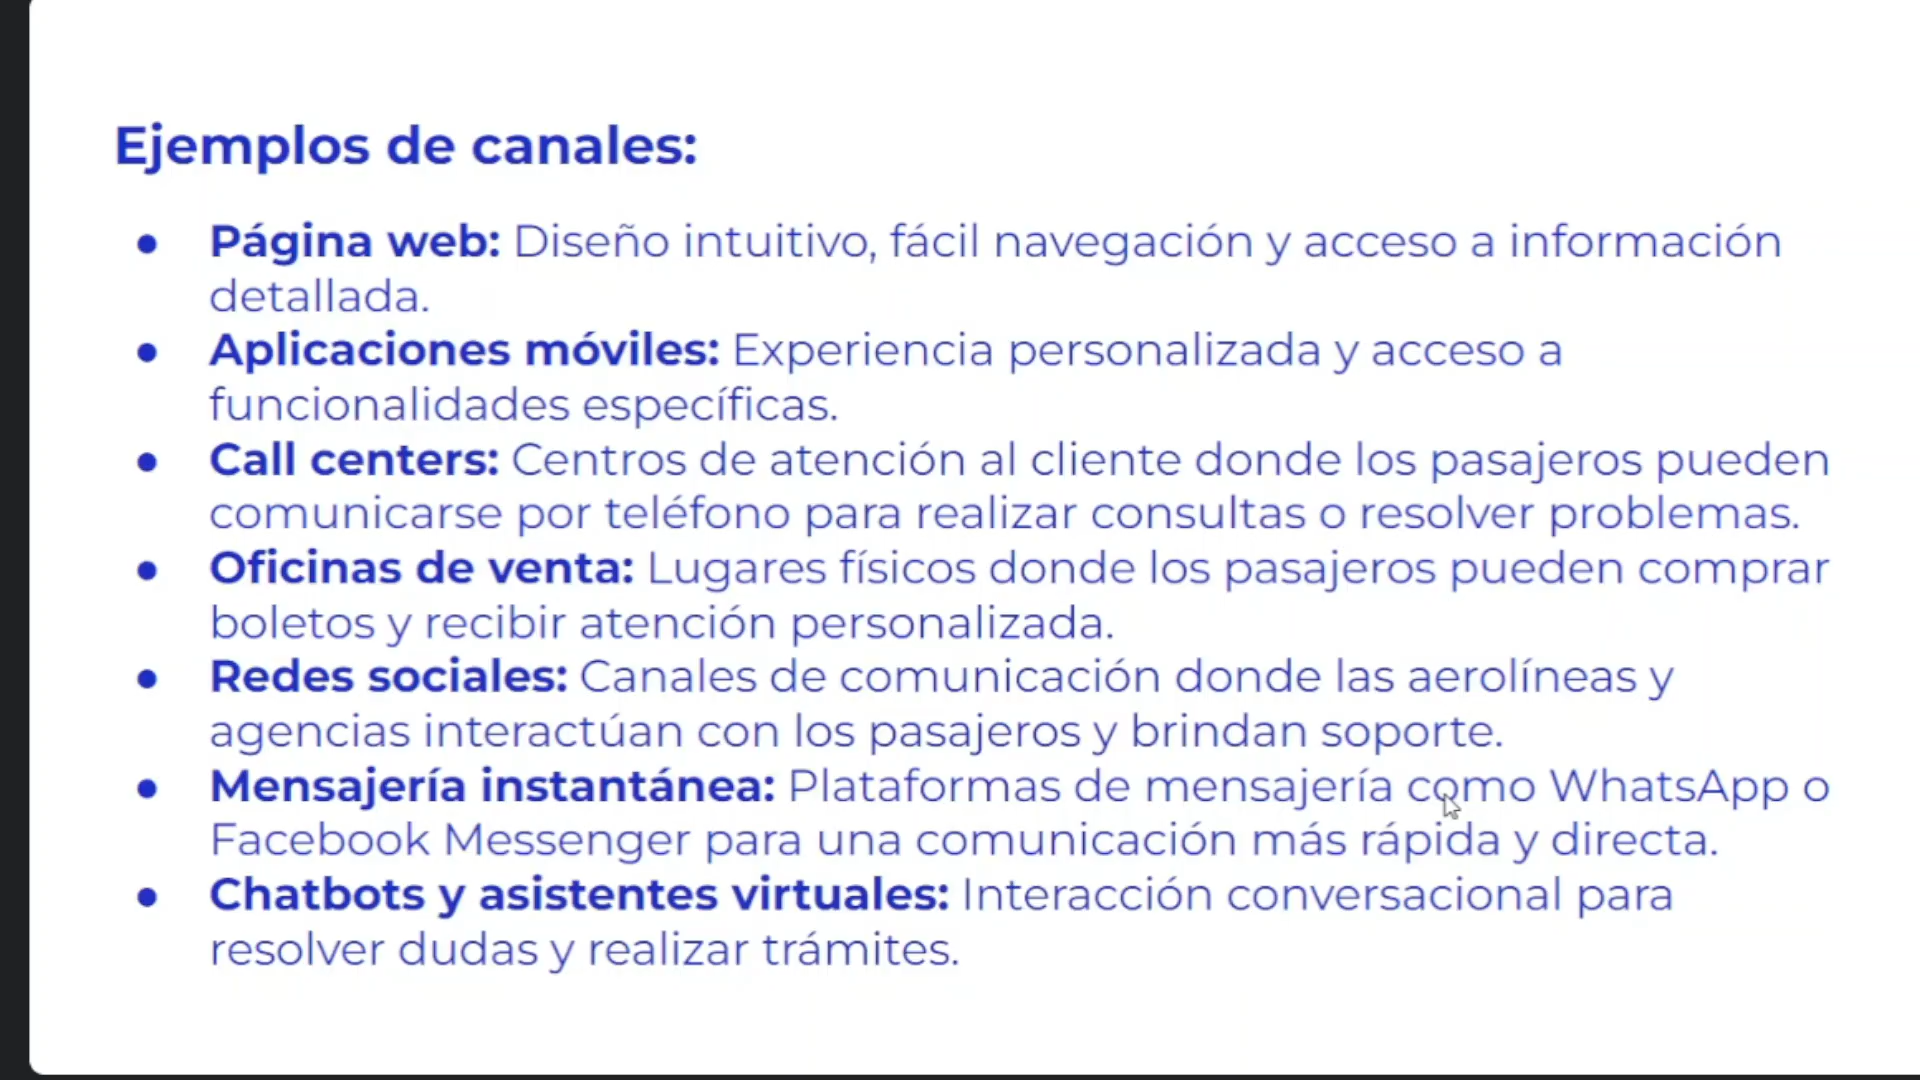 Ejemplos de canales:
● Página web: Diseño intuitivo, fácil navegación y acceso a información
detallada.
● Aplicaciones móviles: Experiencia personalizada y acceso a
funcionalidades específicas.
● Call centers: Centros de atención al cliente donde los pasajeros pueden
comunicarse por teléfono para realizar consultas o resolver problemas.
● Oficinas de venta: Lugares físicos donde los pasajeros pueden comprar
boletos y recibir atención personalizada.
● Redes sociales: Canales de comunicación donde las aerolíneas y
agencias interactúan con los pasajeros y brindan soporte.
● Mensajería instantánea: Plataformas de mensajería como WhatsApp o
Facebook Messenger para una comunicación más rápida y directa.
● Chatbots y asistentes virtuales: Interacción conversacional para
resolver dudas y realizar trámites.